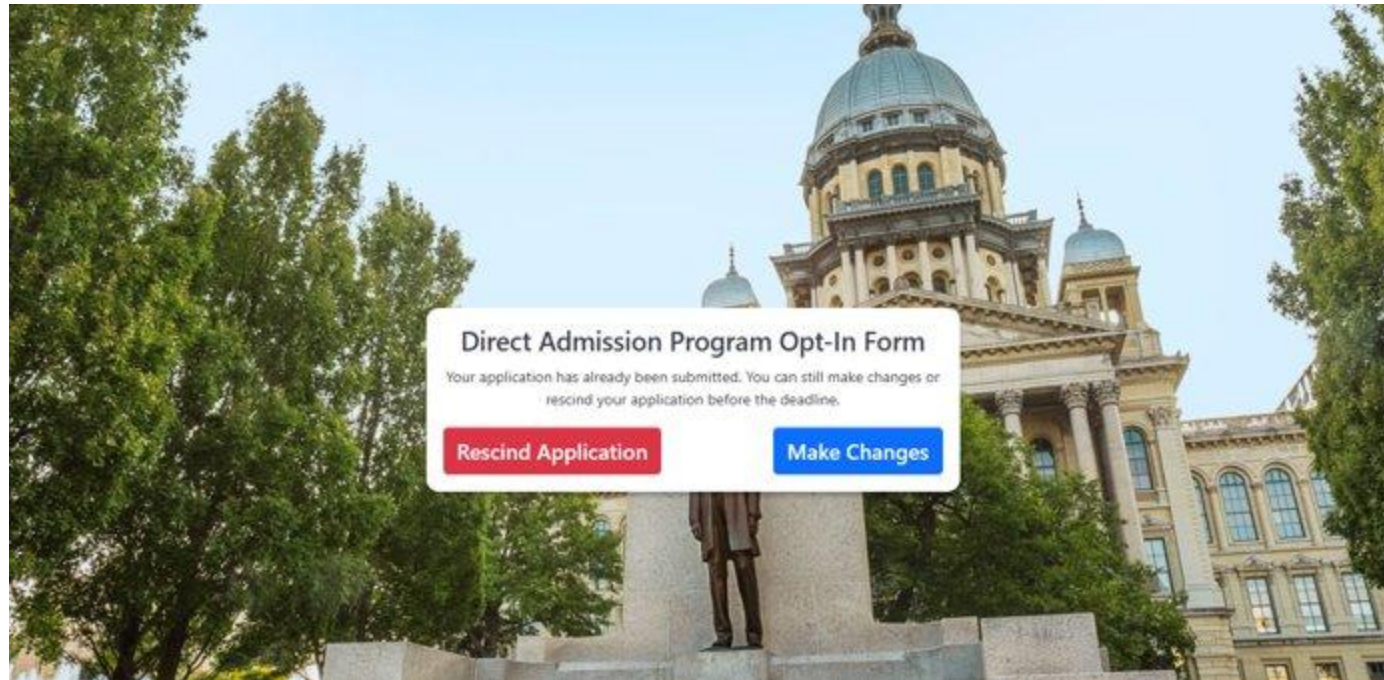 Direct Admission Program Opt-In Form
Your application has already been submitted. You can still make changes or
rescind your application before the deadline.
Rescind Application
Make Changes